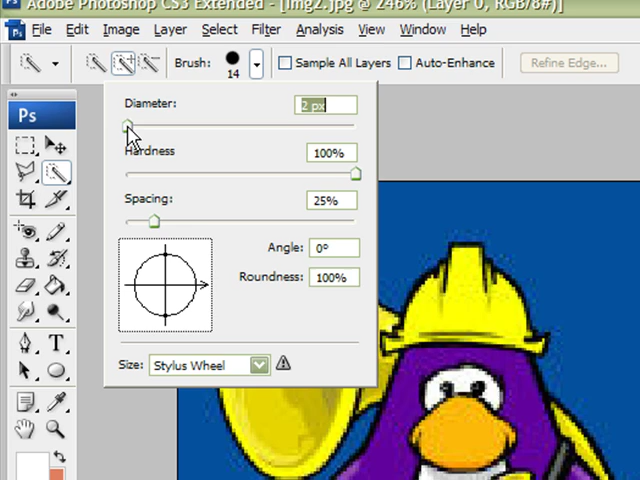 Adobe Photoshop CS3 Extended - [img2.jpg @ 246% (Layer 0, RGB/8#)]
File Edit Image Layer Select Filter Analysis View Window Help
Brush: 14 Sample All Layers Auto-Enhance Refine Edge...
Ps
Diameter: 2 px
Hardness 100%
Spacing: 25%
Angle: 0°
Roundness: 100%
Size: Stylus Wheel
T